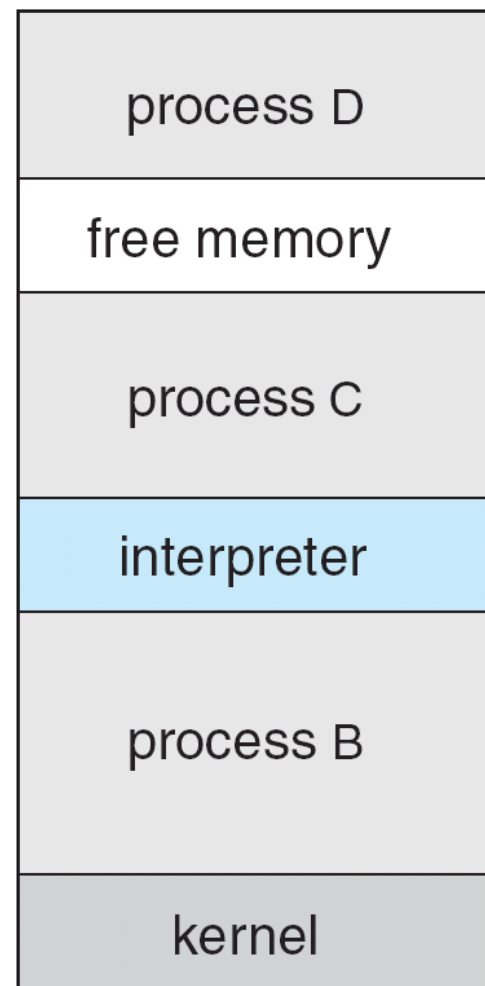 process D
free memory
process C
interpreter
process B
kernel